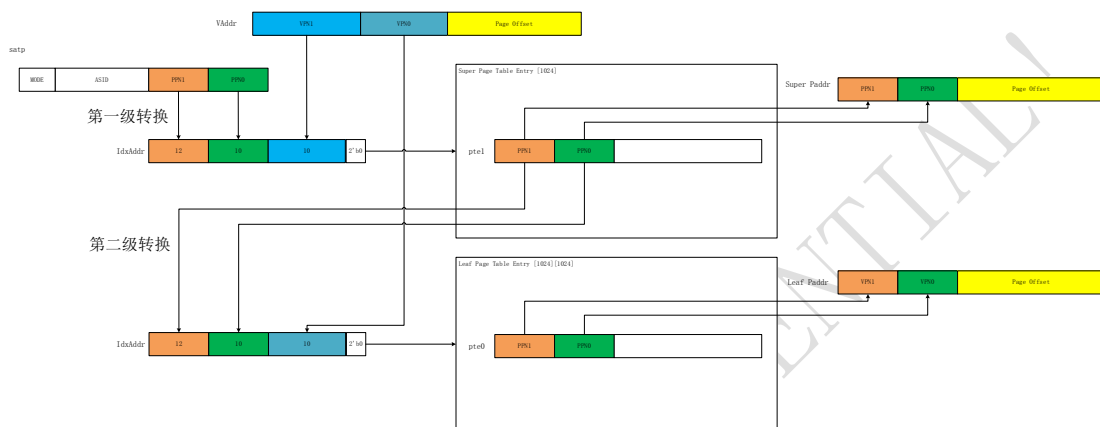 VAddr
VPN1 VPN0 Page Offset
satp
MODE ASID PPN1 PPN0
第一级转换
IdxAddr 12 10 10 2'b0
Super Page Table Entry [1024]
pte1 PPN1 PPN0
Super Paddr PPN1 PPN0 Page Offset
第二级转换
Leaf Page Table Entry [1024][1024]
Leaf Paddr VPN1 VPN0 Page Offset
IdxAddr 12 10 10 2'b0
pte0 PPN1 PPN0
ENTIAL!